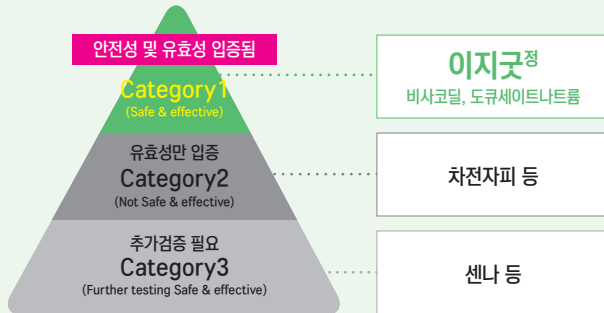 안전성 및 유효성 입증됨
Category1
(Safe & effective)
이지굿정
비사코딜, 도큐세이트나트륨
유효성만 입증
Category2
(Not Safe & effective)
차전자피 등
추가검증 필요
Category3
(Further testing Safe & effective)
센나 등